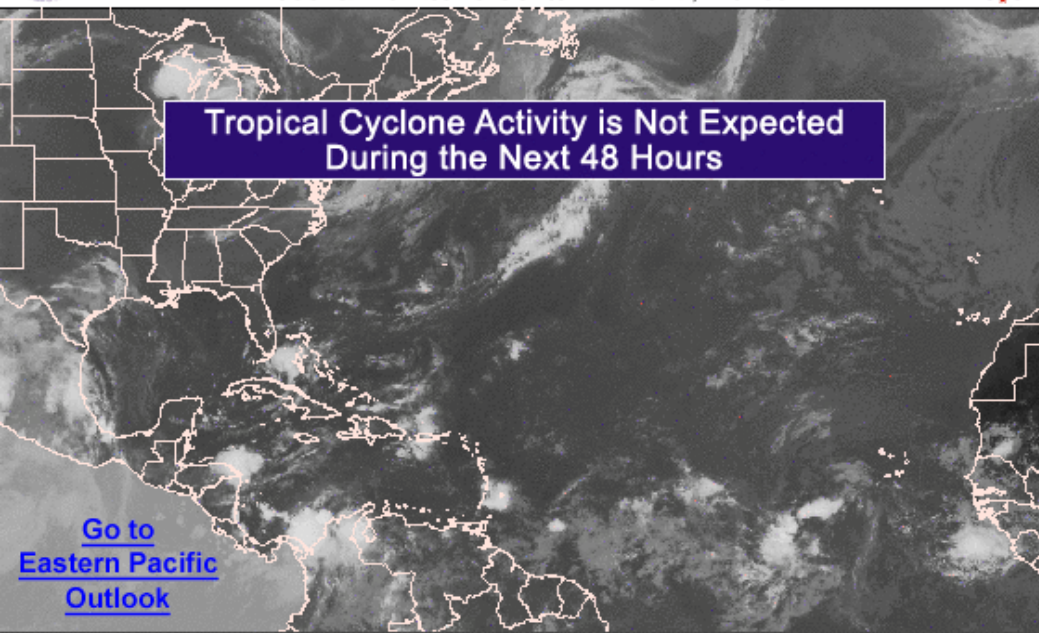 Tropical Cyclone Activity is Not Expected
During the Next 48 Hours
Go to
Eastern Pacific
Outlook